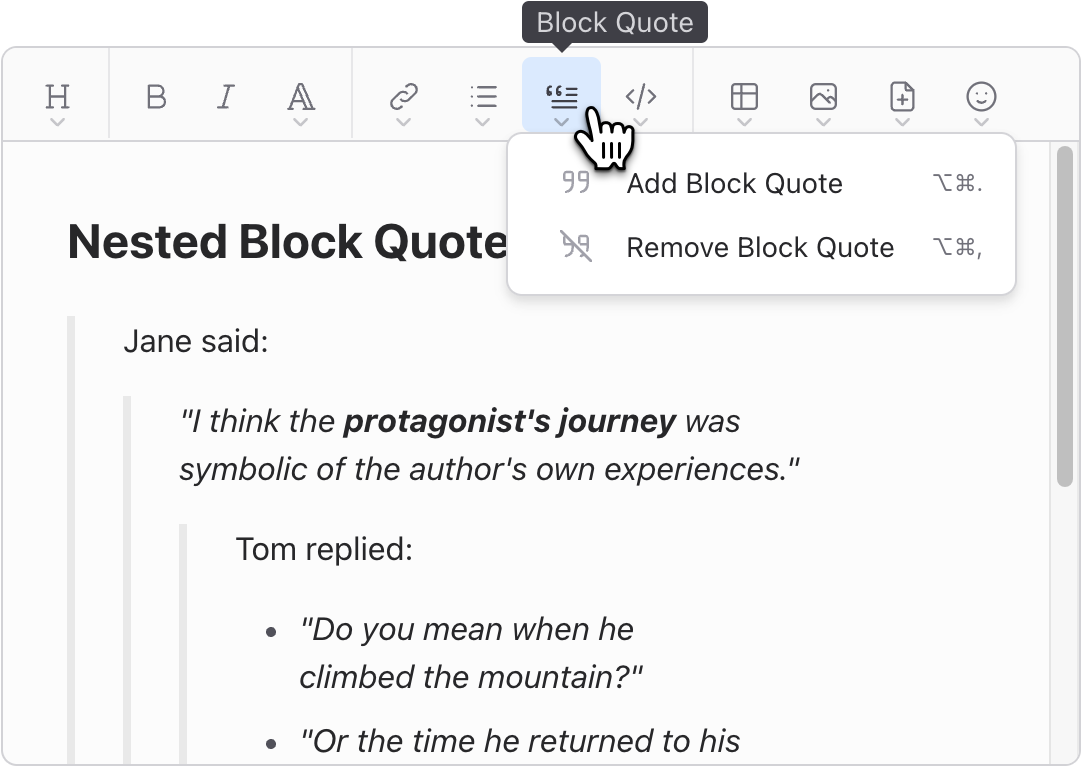 Block Quote
H B I A
Add Block Quote ⌥⌘.
Remove Block Quote ⌥⌘,
Nested Block Quote
Jane said:
"I think the protagonist's journey was
symbolic of the author's own experiences."
Tom replied:
• "Do you mean when he
climbed the mountain?"
• "Or the time he returned to his